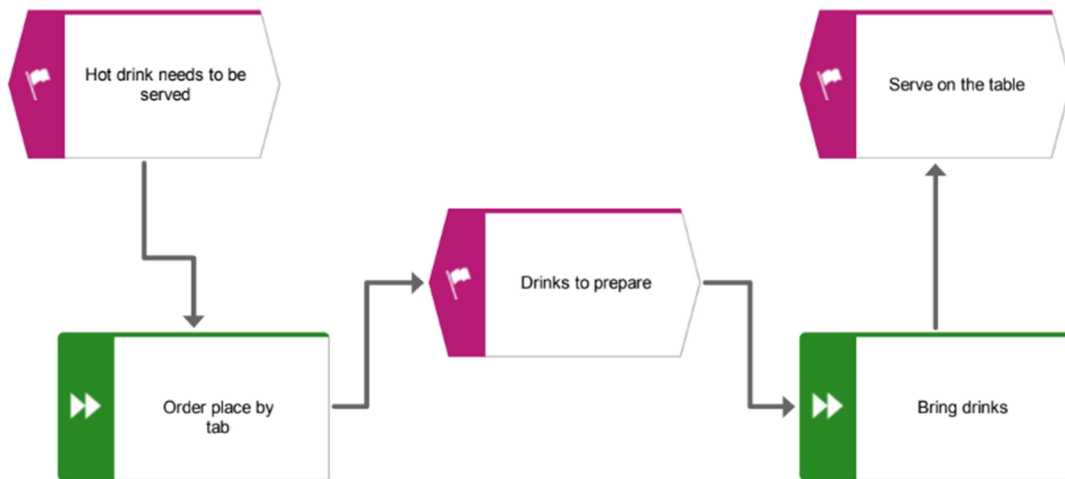 Hot drink needs to be
served
Serve on the table
Drinks to prepare
Order place by
tab
Bring drinks